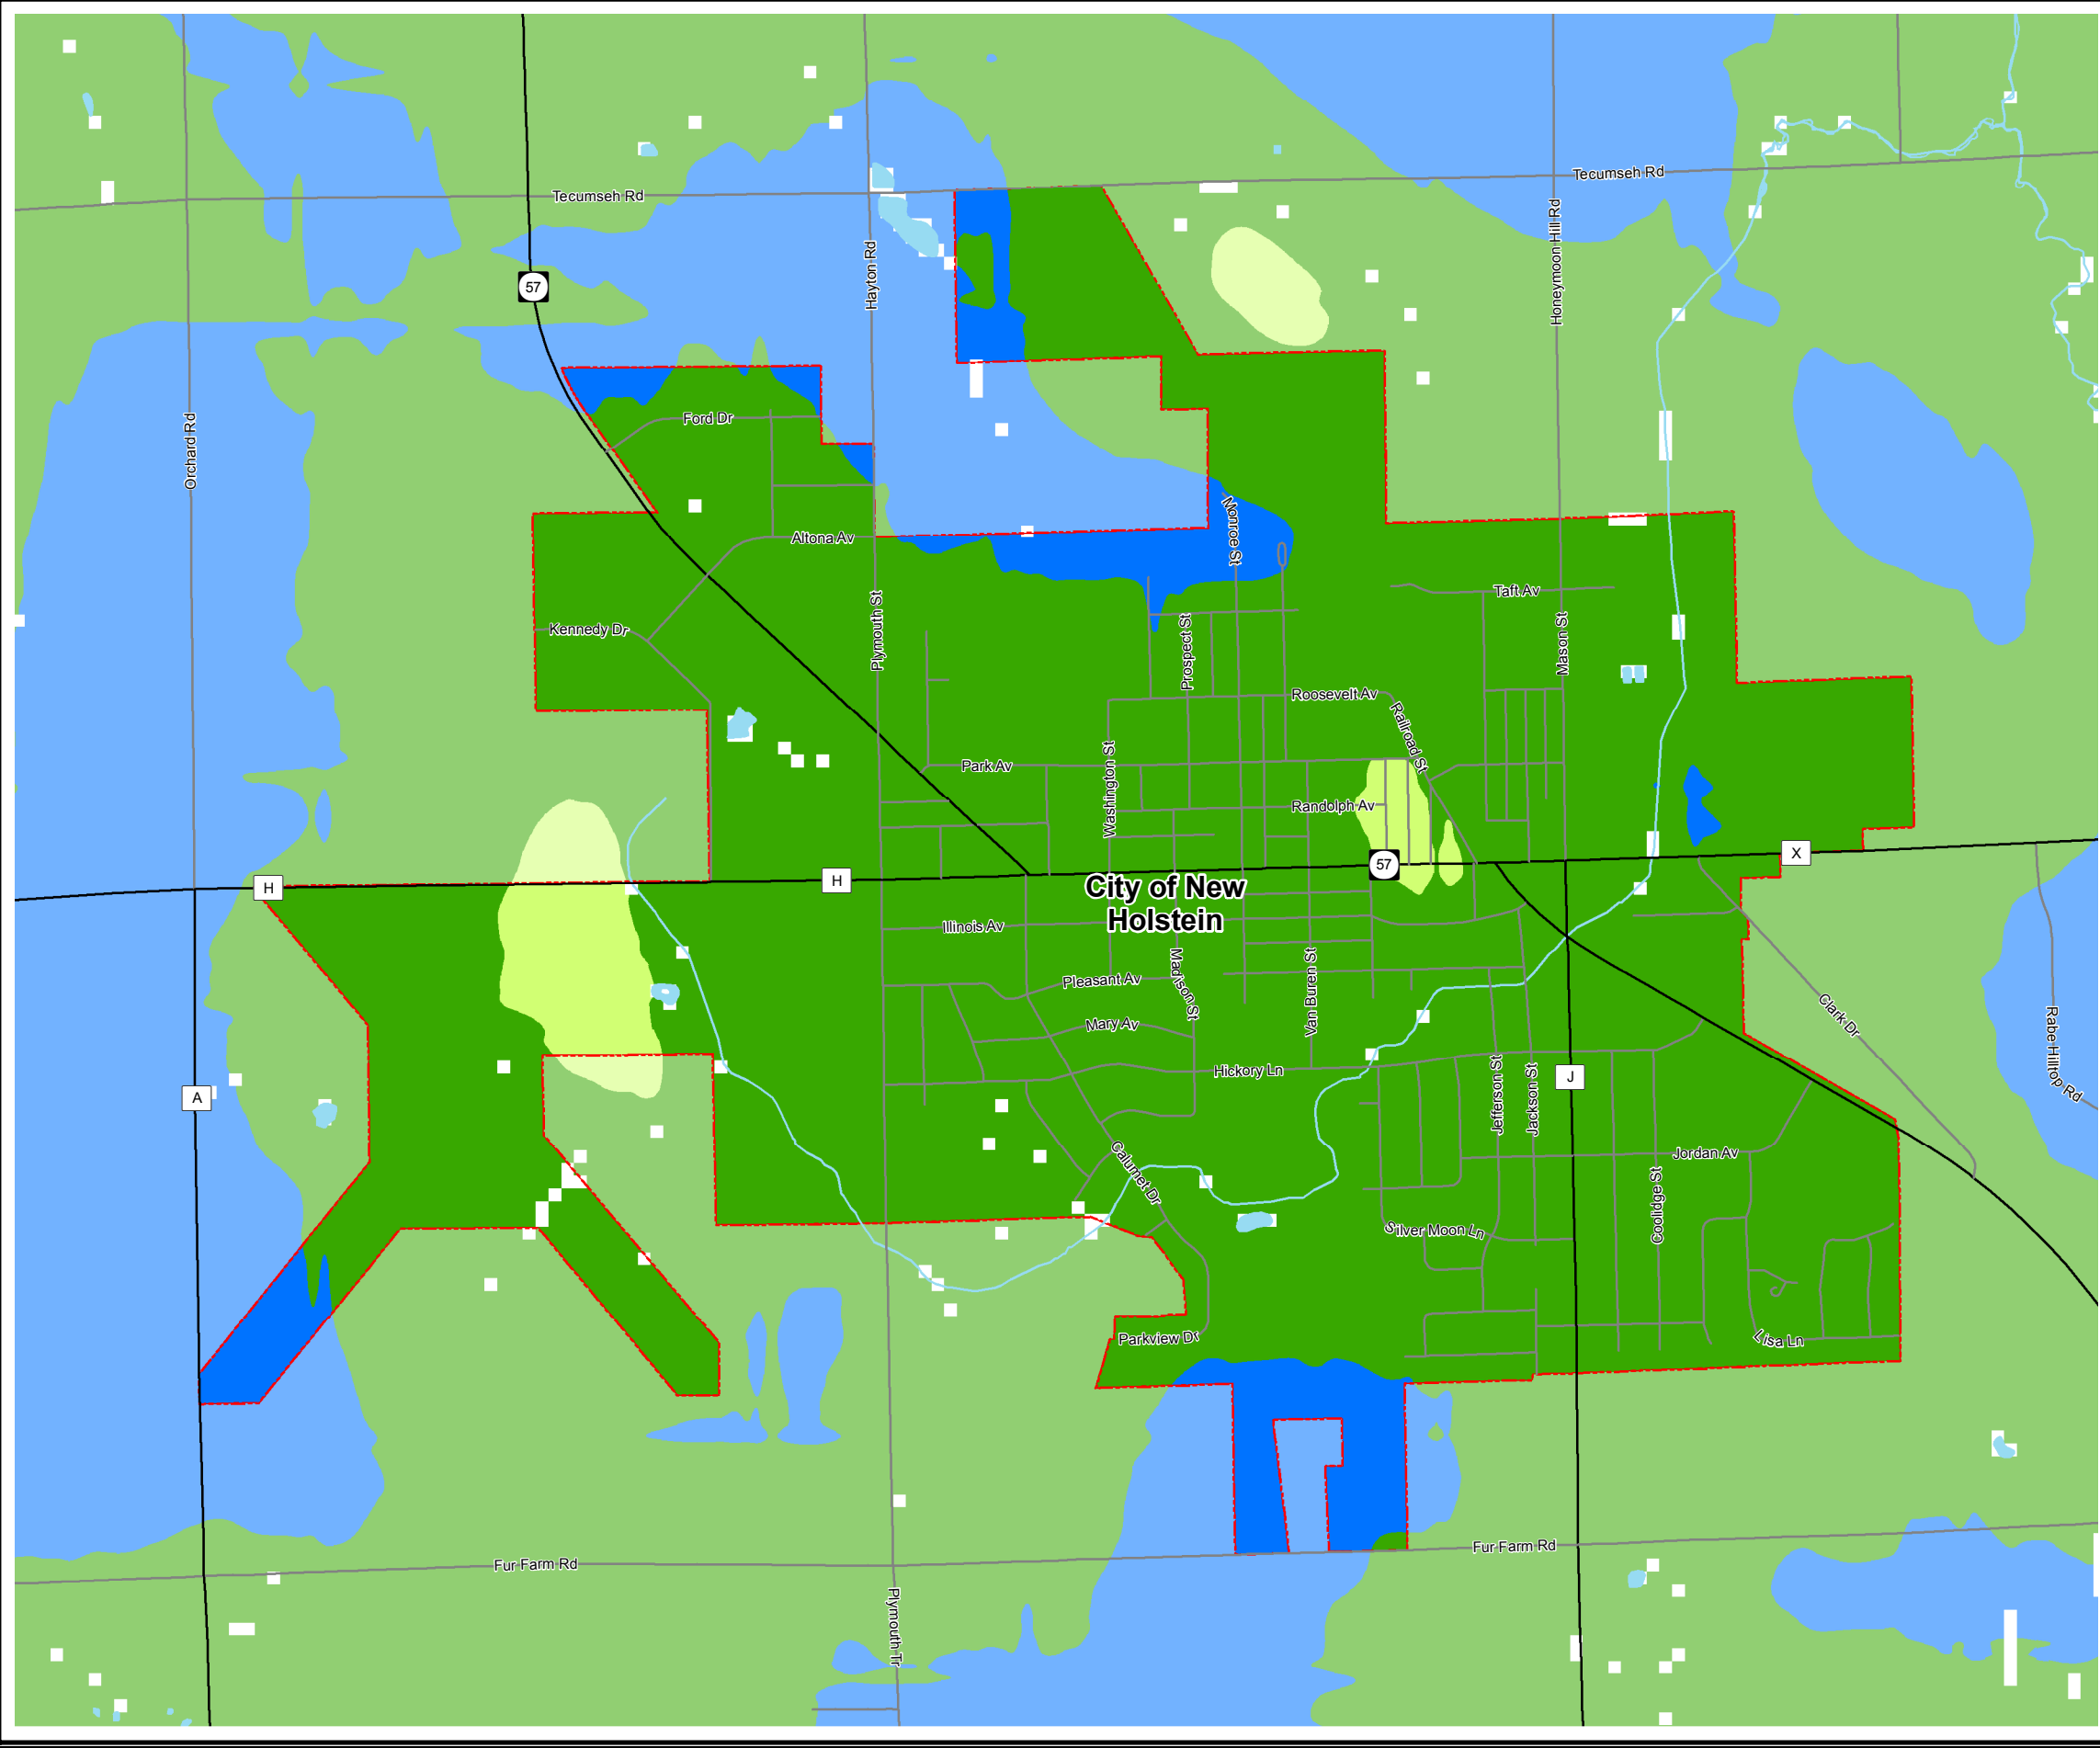 Tecumseh Rd
Tecumseh Rd
Honeymoon Hill Rd
Hayton Rd
57
Orchard Rd
Ford Dr
Monroe St
Altona Av
Taft Av
Kennedy Dr
Plymouth St
Prospect St
Mason St
Roosevelt Av
Railroad St
Park Av
Washington St
Randolph Av
57
X
H
H
City of New
Holstein
Illinois Av
Pleasant Av
Madison St
Van Buren St
Clark Dr
Rabe Hilltop Rd
Mary Av
Hickory Ln
Jefferson St
Jackson St
J
A
Calumet Dr
Jordan Av
Coolidge St
Silver Moon Ln
Parkview Dr
Lisa Ln
Fur Farm Rd
Fur Farm Rd
Plymouth Tr